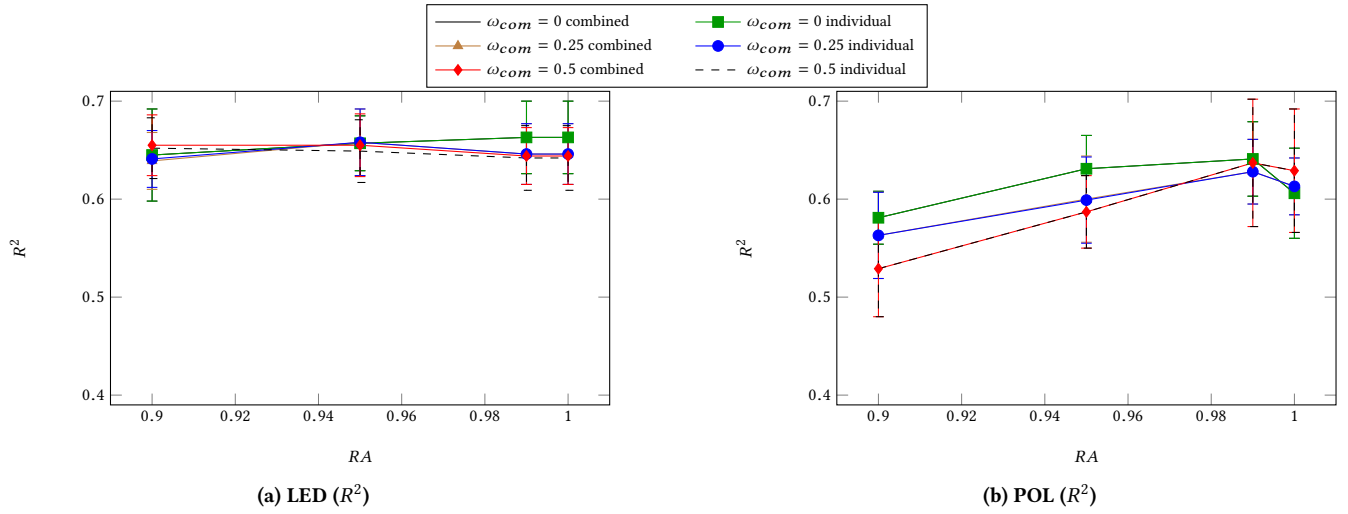 ω_com = 0 combined
ω_com = 0 individual
ω_com = 0.25 combined
ω_com = 0.25 individual
ω_com = 0.5 combined
ω_com = 0.5 individual
0.7
0.6
0.5
0.4
R²
0.9 0.92 0.94 0.96 0.98 1
RA
(a) LED (R²)
0.7
0.6
0.5
0.4
R²
0.9 0.92 0.94 0.96 0.98 1
RA
(b) POL (R²)